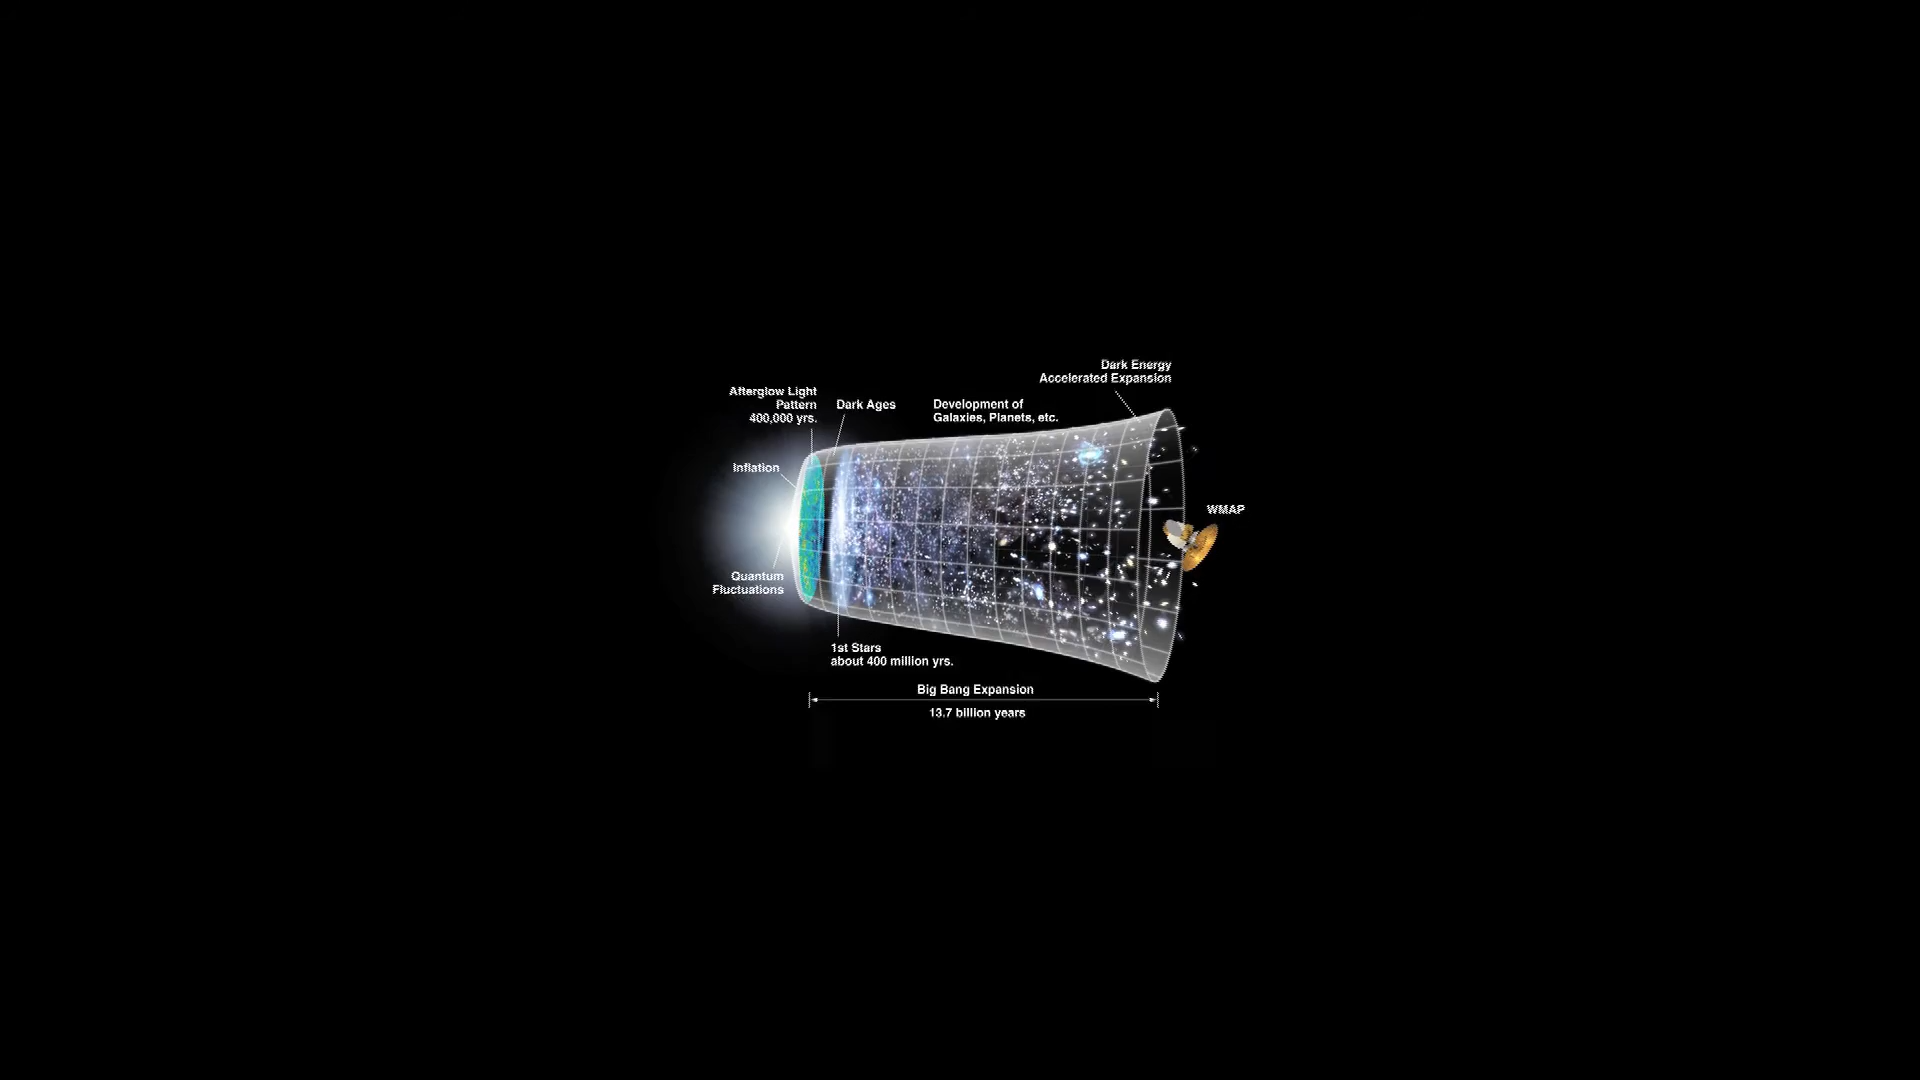 Dark Energy
Accelerated Expansion
Afterglow Light
Pattern
400,000 yrs.
Dark Ages
Development of
Galaxies, Planets, etc.
Inflation
WMAP
Quantum
Fluctuations
1st Stars
about 400 million yrs.
Big Bang Expansion
13.7 billion years